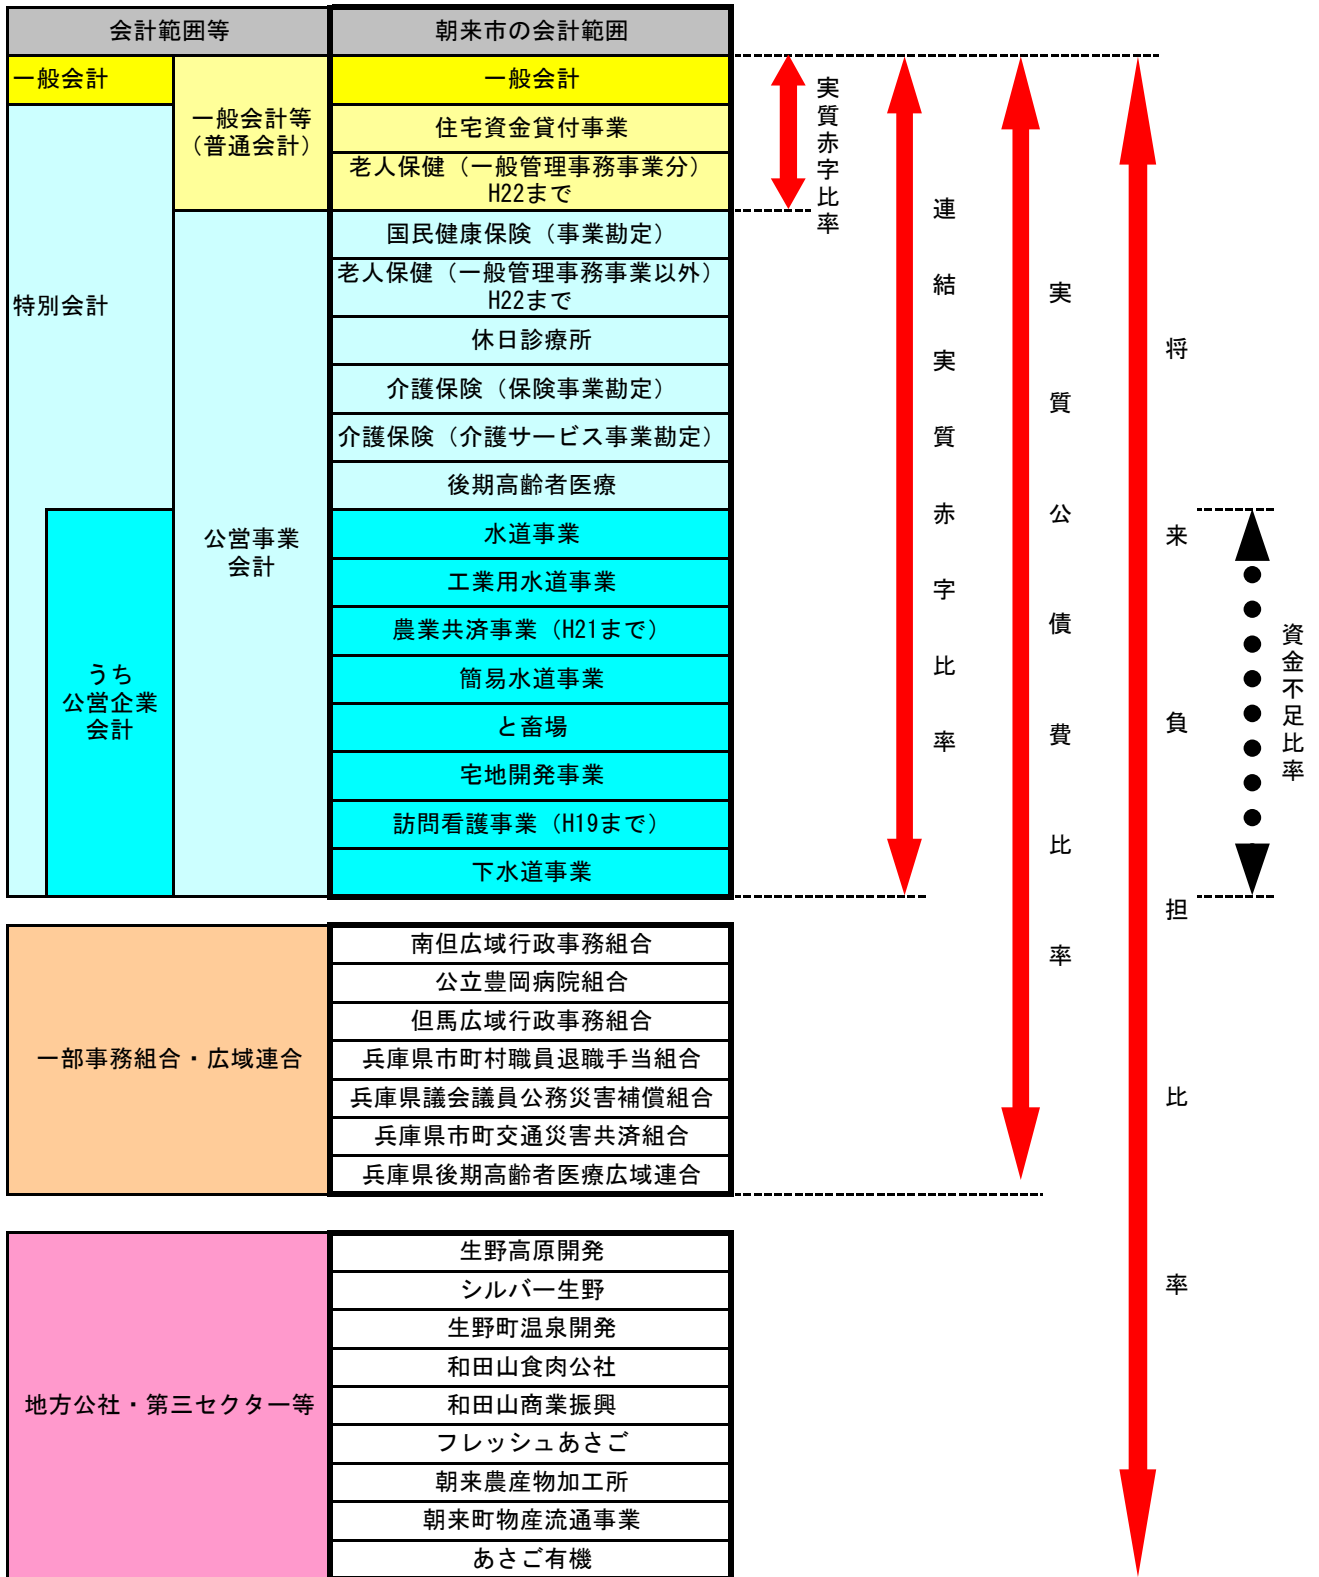 会計範囲等
朝来市の会計範囲
一般会計
一般会計等
（普通会計）
一般会計
住宅資金貸付事業
老人保健（一般管理事務事業分）
H22まで
特別会計
公営事業
会計
国民健康保険（事業勘定）
老人保健（一般管理事務事業以外）
H22まで
休日診療所
介護保険（保険事業勘定）
介護保険（介護サービス事業勘定）
後期高齢者医療
うち
公営企業
会計
水道事業
工業用水道事業
農業共済事業（H21まで）
簡易水道事業
と畜場
宅地開発事業
訪問看護事業（H19まで）
下水道事業
一部事務組合・広域連合
南但広域行政事務組合
公立豊岡病院組合
但馬広域行政事務組合
兵庫県市町村職員退職手当組合
兵庫県議会議員公務災害補償組合
兵庫県市町交通災害共済組合
兵庫県後期高齢者医療広域連合
地方公社・第三セクター等
生野高原開発
シルバー生野
生野町温泉開発
和田山食肉公社
和田山商業振興
フレッシュあさご
朝来農産物加工所
朝来町物産流通事業
あさご有機
実質赤字比率
連結実質赤字比率
実質公債費比率
将来負担比率
資金不足比率